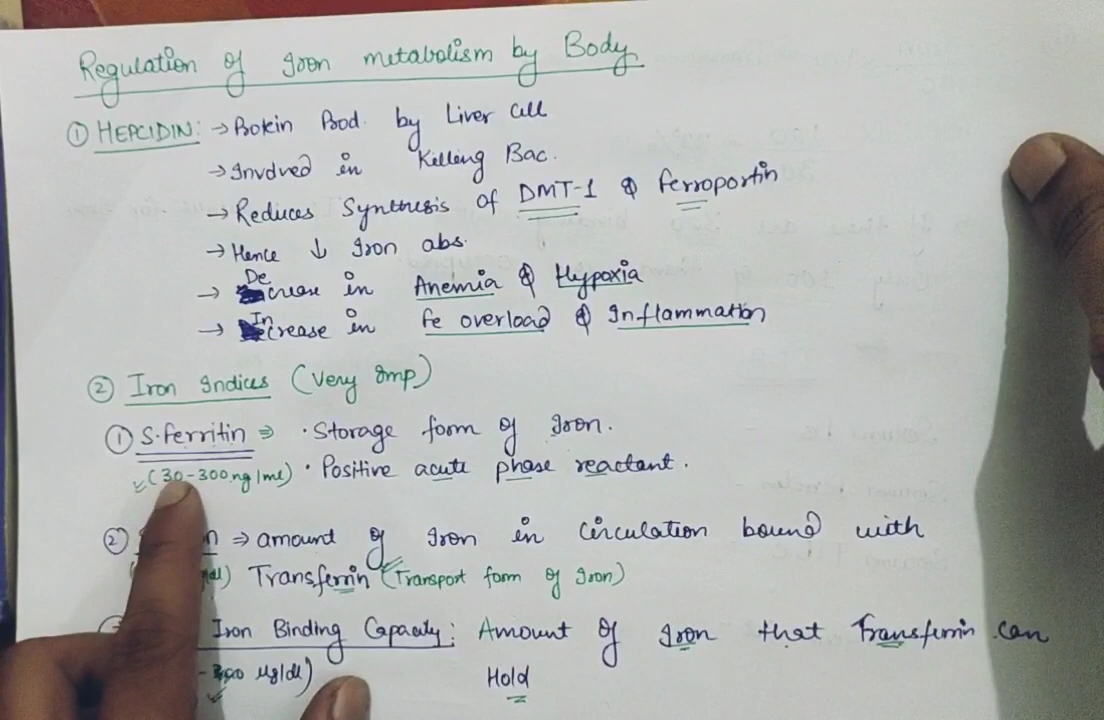 Regulation of Iron metabolism by Body
① HEPCIDIN: → Protein Prod. by Liver cell
→ Involved in Killing Bac.
→ Reduces Synthesis of DMT-1 & ferroportin
→ Hence ↓ Iron abs.
→ Decrease in Anemia & Hypoxia
→ Increase in fe overload & Inflammation
② Iron Indices (Very Imp)
① S. ferritin ⇒ • Storage form of Iron.
(30-300 ng/ml) • Positive acute phase reactant.
② ⇒ amount of Iron in circulation bound with
Transferrin (Transport form of Iron)
Iron Binding Capacity: Amount of Iron that Transferrin can
µg/dl) Hold